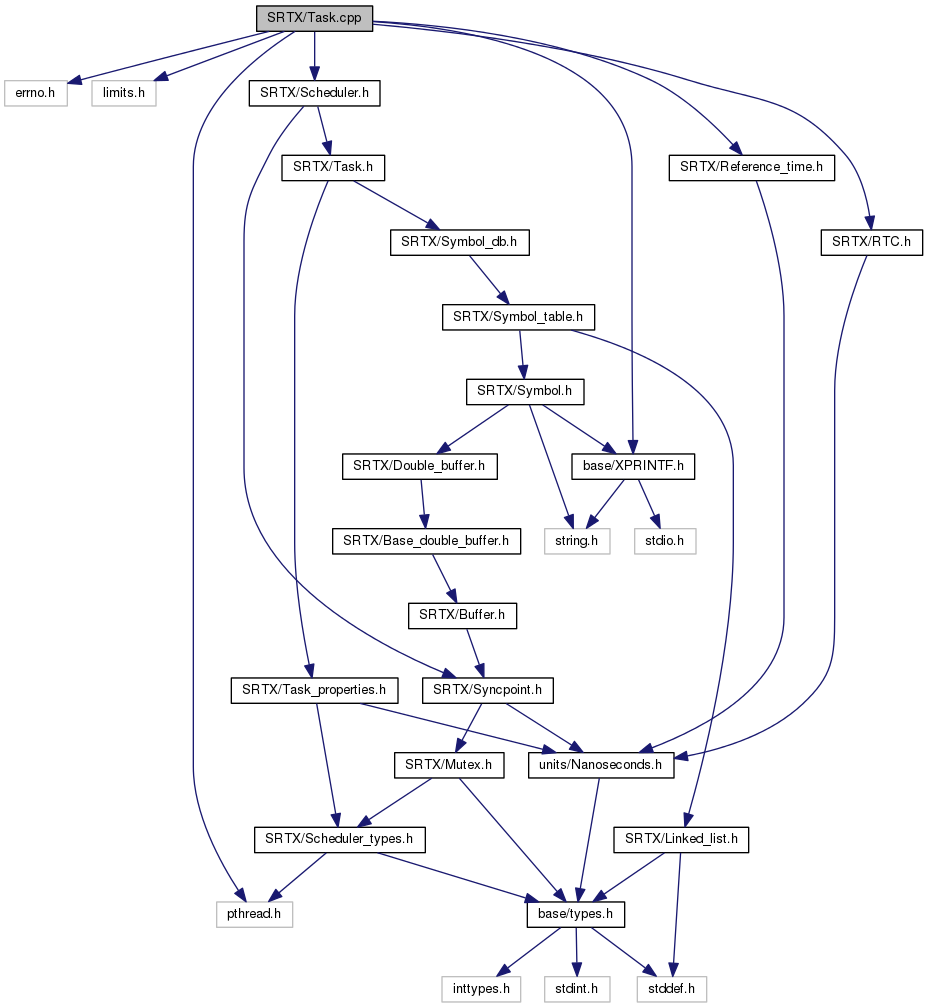 SRTX/Task.cpp
errno.h
limits.h
SRTX/Scheduler.h
SRTX/Task.h
SRTX/Reference_time.h
SRTX/Symbol_db.h
SRTX/RTC.h
SRTX/Symbol_table.h
SRTX/Symbol.h
SRTX/Double_buffer.h
base/XPRINTF.h
SRTX/Base_double_buffer.h
string.h
stdio.h
SRTX/Buffer.h
SRTX/Task_properties.h
SRTX/Syncpoint.h
SRTX/Mutex.h
units/Nanoseconds.h
SRTX/Scheduler_types.h
SRTX/Linked_list.h
pthread.h
base/types.h
inttypes.h
stdint.h
stddef.h